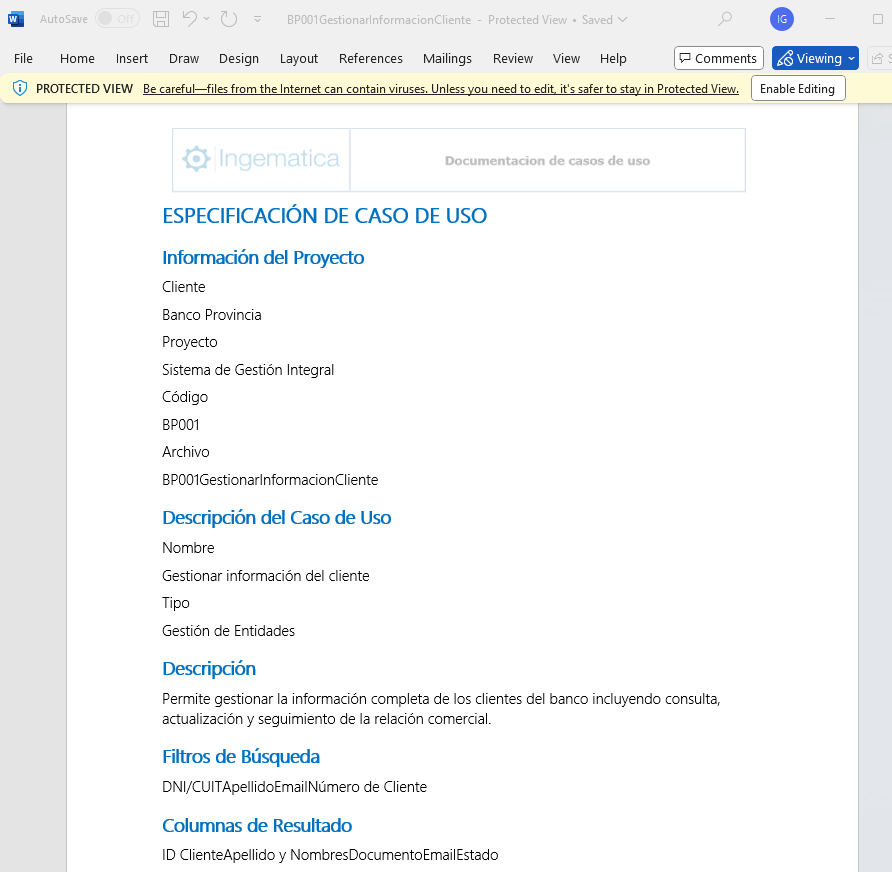 AutoSave Off BP001GestionarInformacionCliente - Protected View • Saved IG
File Home Insert Draw Design Layout References Mailings Review View Help Comments Viewing
PROTECTED VIEW Be careful—files from the Internet can contain viruses. Unless you need to edit, it's safer to stay in Protected View. Enable Editing
Ingematica Documentacion de casos de uso
ESPECIFICACIÓN DE CASO DE USO
Información del Proyecto
Cliente
Banco Provincia
Proyecto
Sistema de Gestión Integral
Código
BP001
Archivo
BP001GestionarInformacionCliente
Descripción del Caso de Uso
Nombre
Gestionar información del cliente
Tipo
Gestión de Entidades
Descripción
Permite gestionar la información completa de los clientes del banco incluyendo consulta,
actualización y seguimiento de la relación comercial.
Filtros de Búsqueda
DNI/CUITApellidoEmailNúmero de Cliente
Columnas de Resultado
ID ClienteApellido y NombresDocumentoEmailEstado